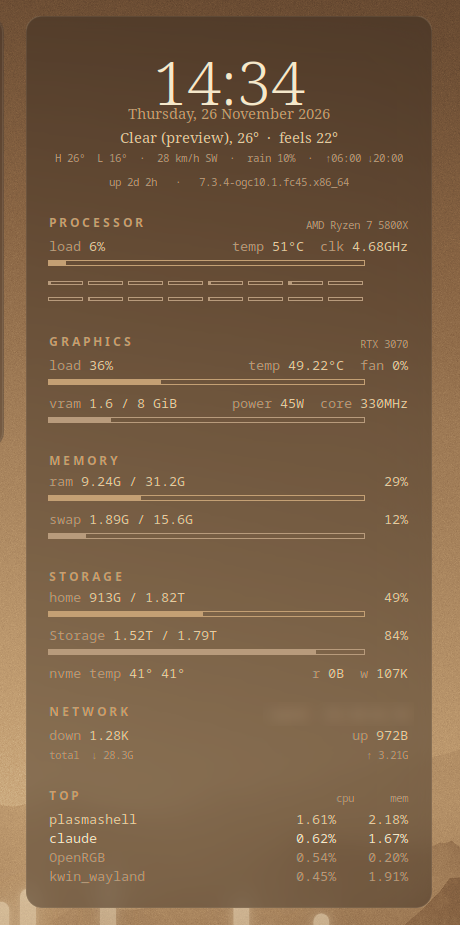 14:34
Thursday, 26 November 2026
Clear (preview), 26° · feels 22°
H 26° L 16° · 28 km/h SW · rain 10% · ↑06:00 ↓20:00
up 2d 2h · 7.3.4-ogc10.1.fc45.x86_64
PROCESSOR AMD Ryzen 7 5800X
load 6% temp 51°C clk 4.68GHz
GRAPHICS RTX 3070
load 36% temp 49.22°C fan 0%
vram 1.6 / 8 GiB power 45W core 330MHz
MEMORY
ram 9.24G / 31.2G 29%
swap 1.89G / 15.6G 12%
STORAGE
home 913G / 1.82T 49%
Storage 1.52T / 1.79T 84%
nvme temp 41° 41° r 0B w 107K
NETWORK
down 1.28K up 972B
total ↓ 28.3G ↑ 3.21G
TOP cpu mem
plasmashell 1.61% 2.18%
claude 0.62% 1.67%
OpenRGB 0.54% 0.20%
kwin_wayland 0.45% 1.91%